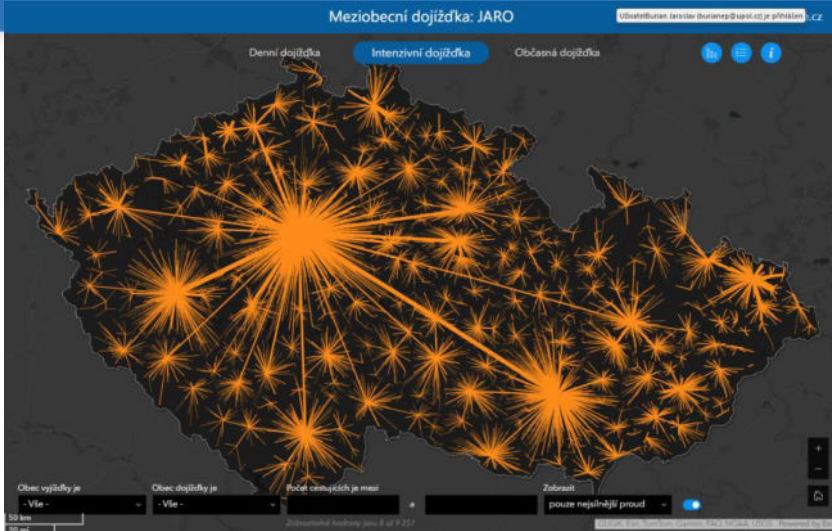 Meziobecní dojížďka: JARO
.cz
Denní dojížďka
Intenzivní dojížďka
Občasná dojížďka
Obec vyjížďky je
Obec dojížďky je
Počet cestujících je mezi
a
Zobrazit
- Vše -
- Vše -
pouze nejsilnější proud
50 km